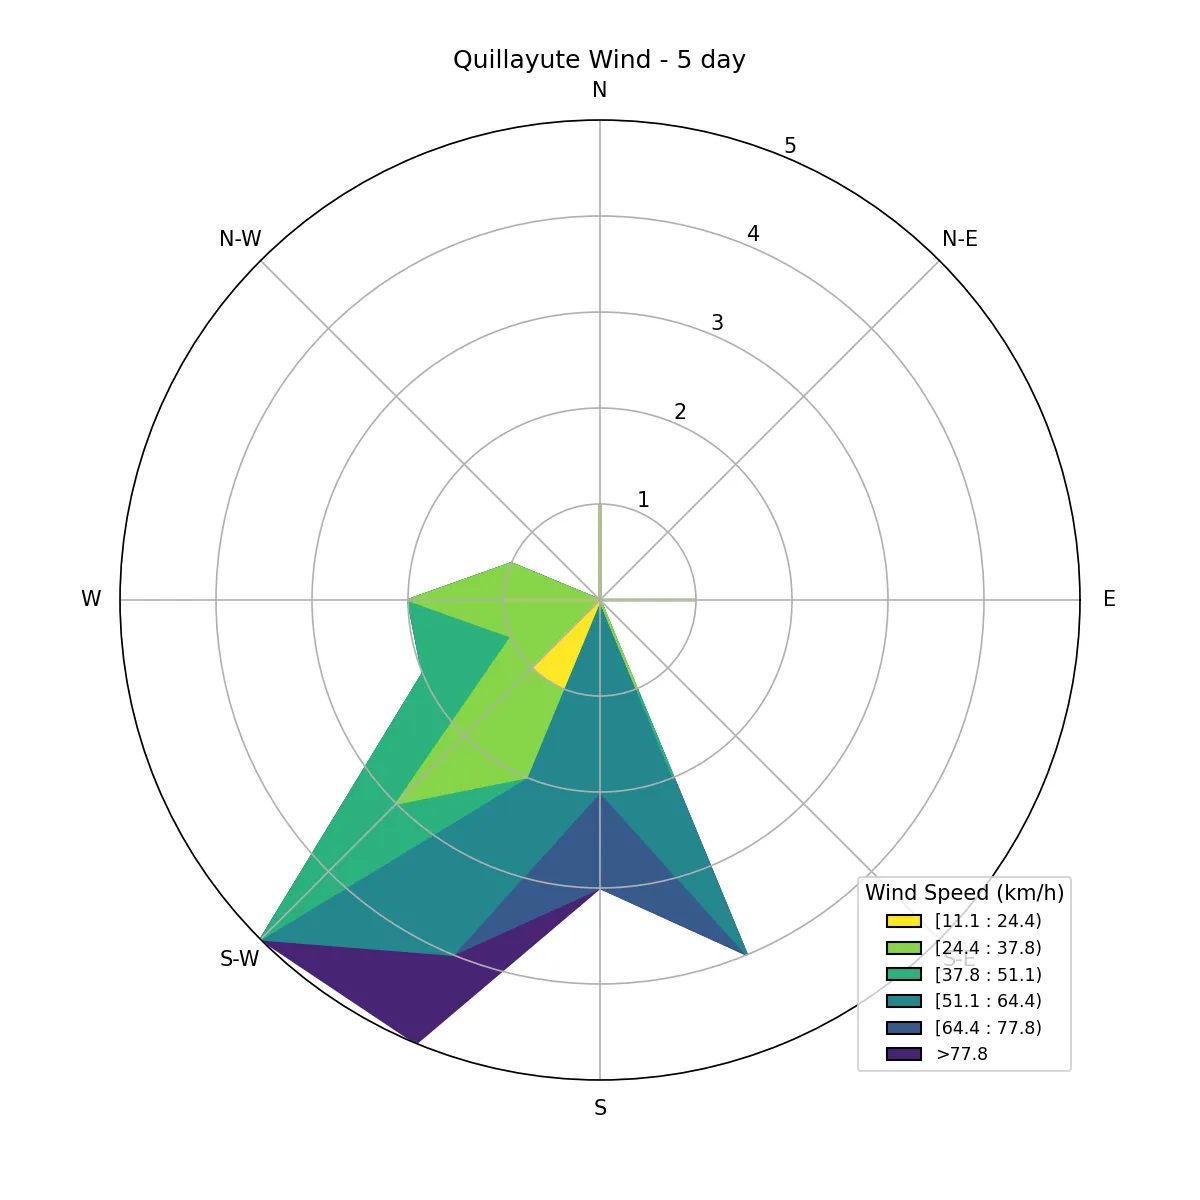 Quillayute Wind - 5 day
N
5
N-W
N-E
4
3
2
1
W
E
Wind Speed (km/h)
[11.1 : 24.4)
[24.4 : 37.8)
S-W
S-E
[37.8 : 51.1)
[51.1 : 64.4)
[64.4 : 77.8)
>77.8
S